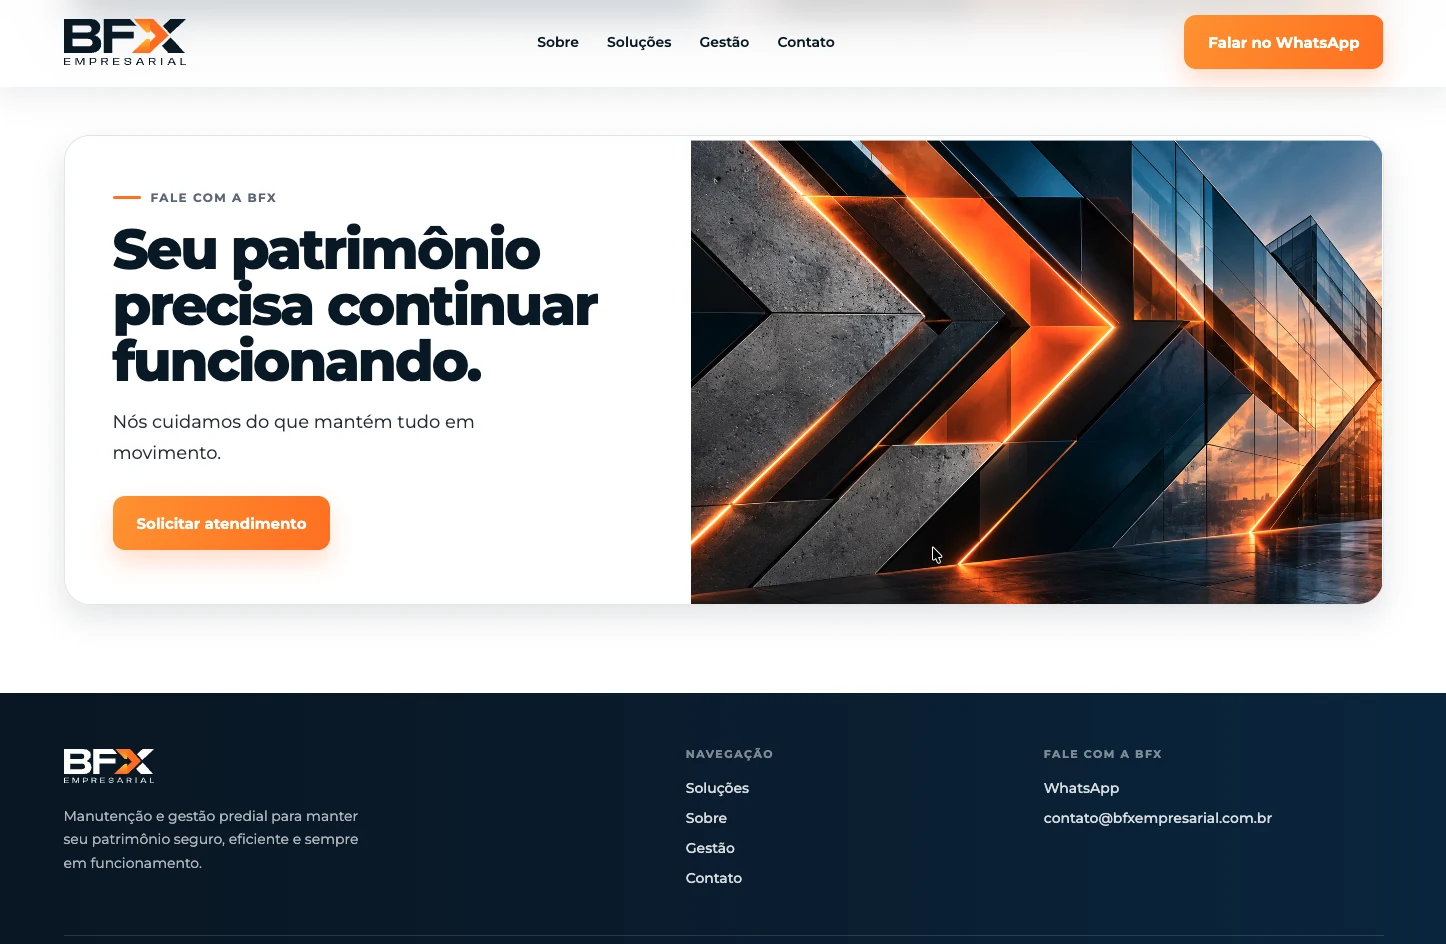 BFX
EMPRESARIAL
Sobre
Soluções
Gestão
Contato
Falar no WhatsApp
FALE COM A BFX
Seu patrimônio
precisa continuar
funcionando.
Nós cuidamos do que mantém tudo em
movimento.
Solicitar atendimento
BFX
EMPRESARIAL
Manutenção e gestão predial para manter
seu patrimônio seguro, eficiente e sempre
em funcionamento.
NAVEGAÇÃO
Soluções
Sobre
Gestão
Contato
FALE COM A BFX
WhatsApp
contato@bfxempresarial.com.br